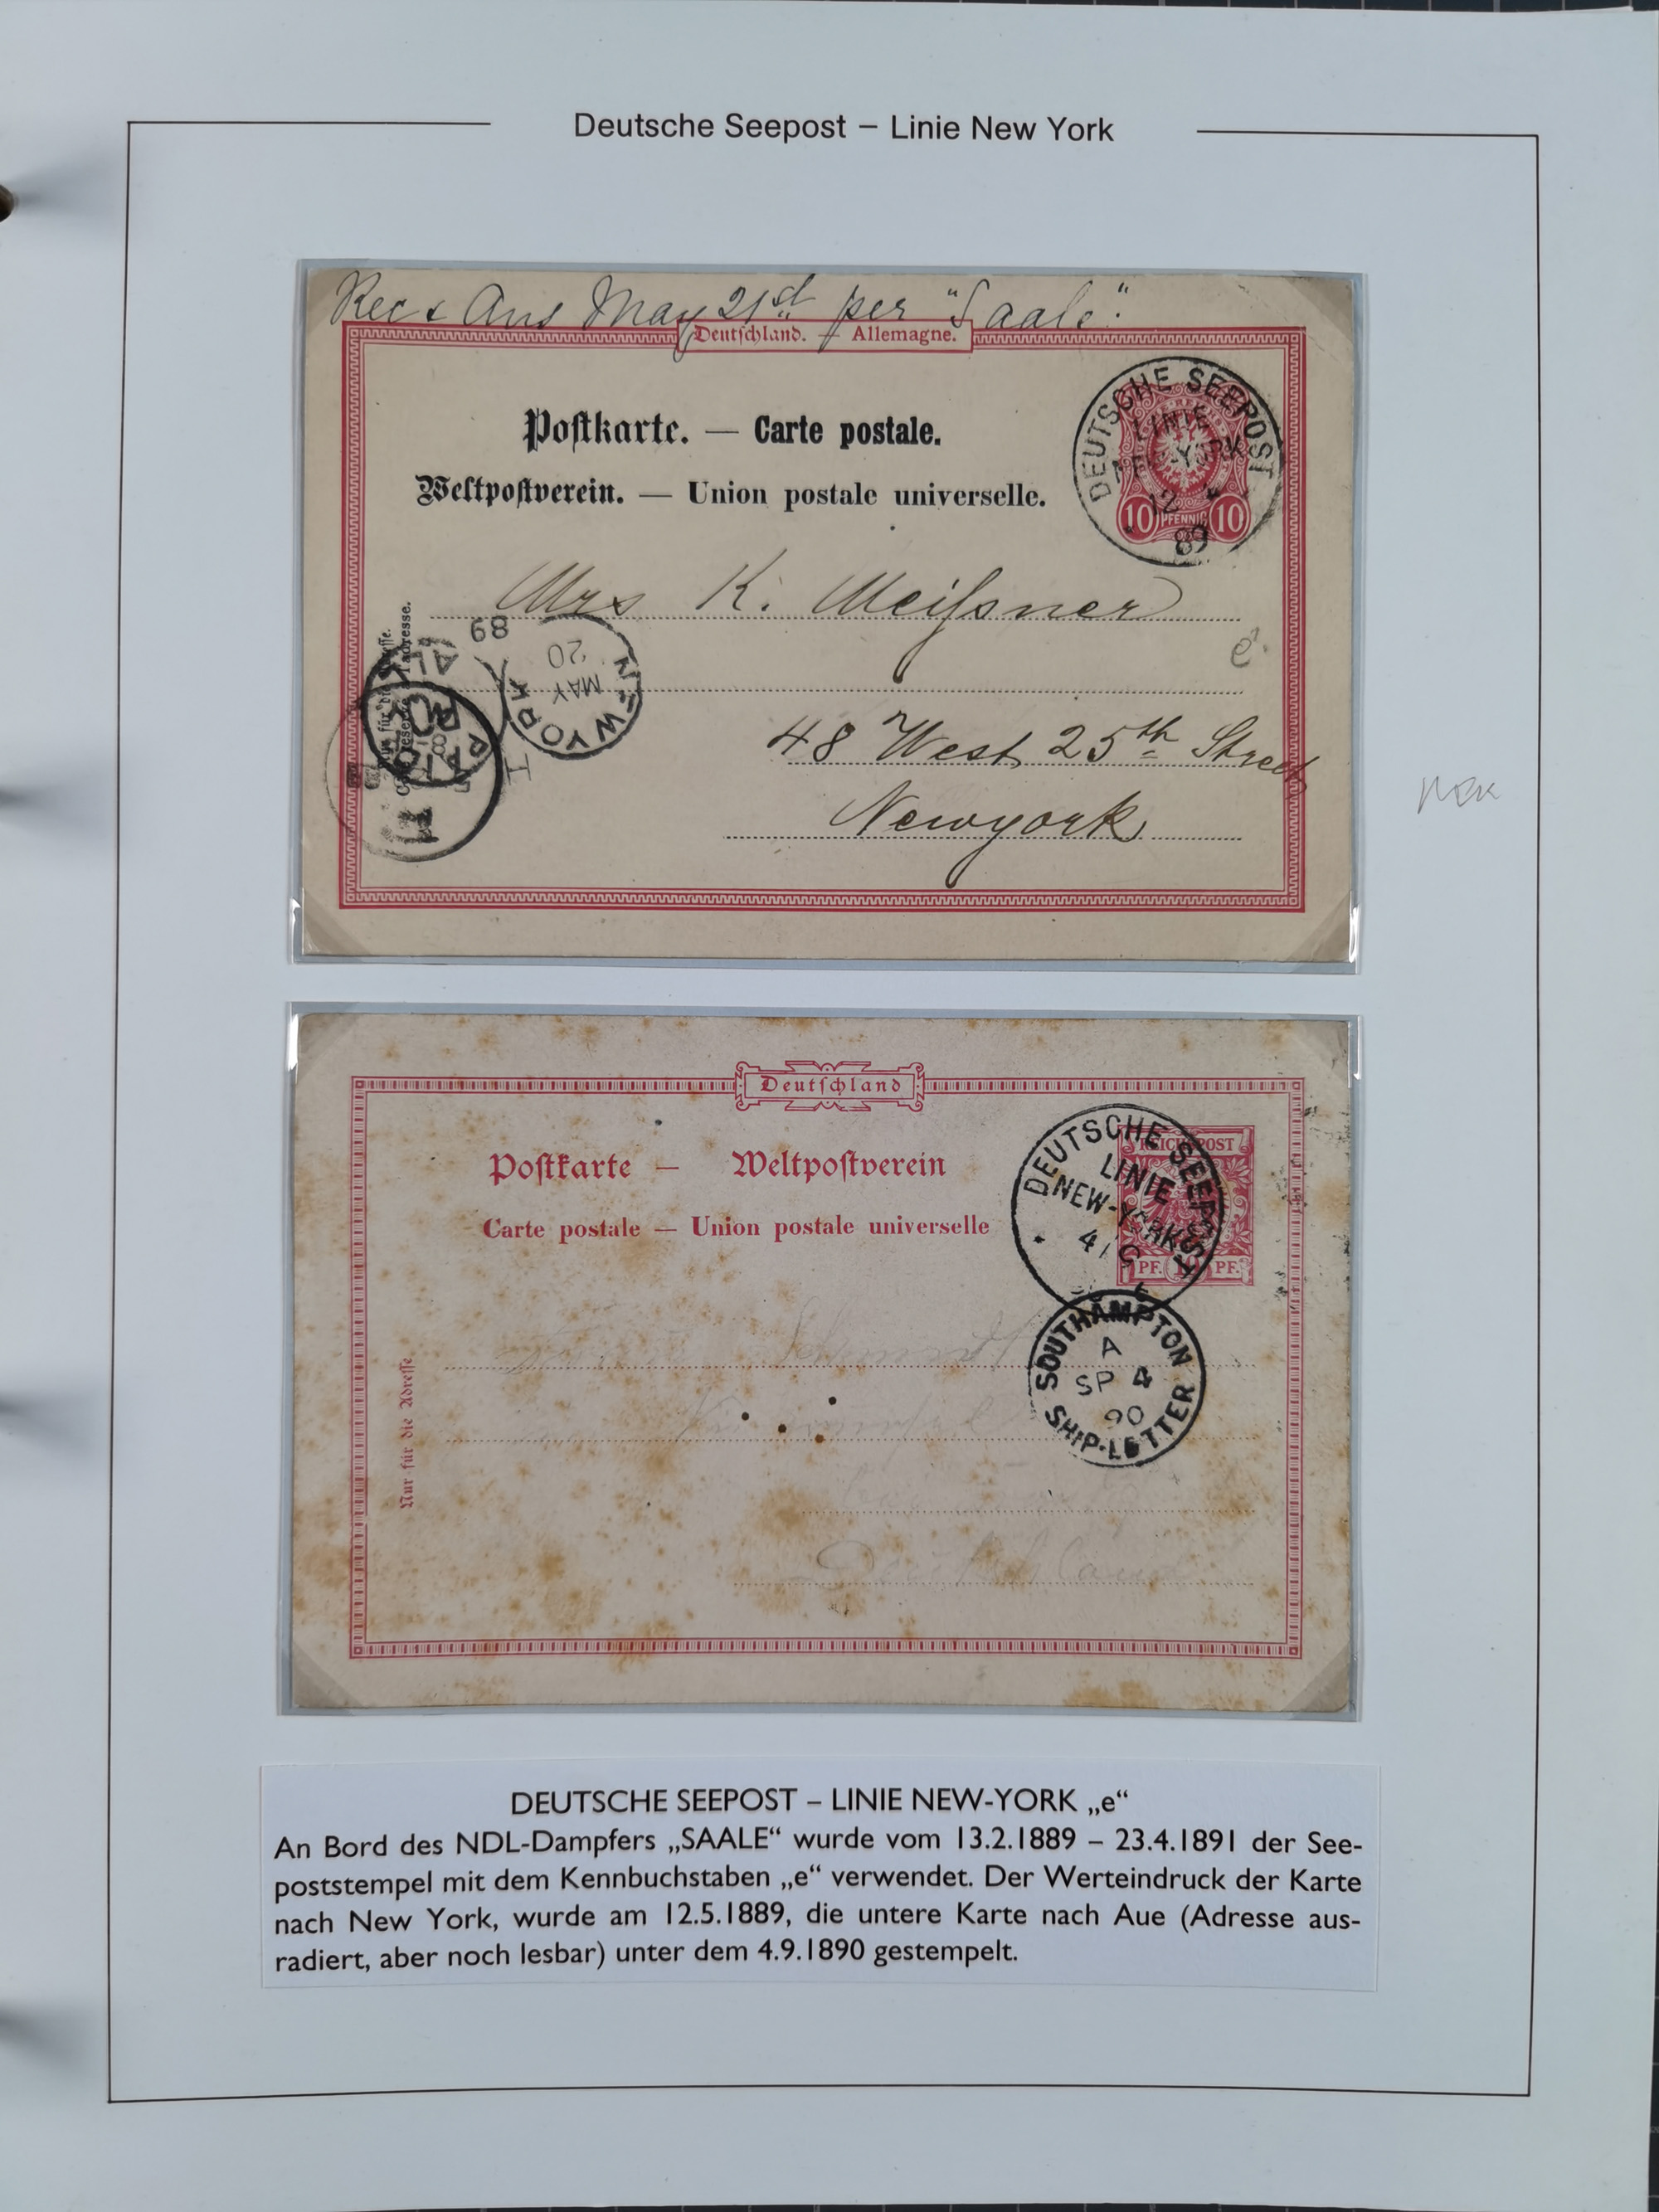 Deutsche Seepost – Linie New York
Rec & Ans May 21st per "Saale".
Deutschland. — Allemagne.
Postkarte. — Carte postale.
Weltpostverein. — Union postale universelle.
DEUTSCHE SEEPOST
LINIE
NEW-YORK
12
89
10 PFENNIG 10
Mrs K. Meißner
e
NEW YORK
MAY
20
89
48 West 25th Street
Newyork
Deutschland
Postkarte — Weltpostverein
Carte postale — Union postale universelle
REICHSPOST
PF. 10 PF.
DEUTSCHE SEEPOST
LINIE
NEW-YORK
4/9
SOUTHAMPTON
A
SP 4
90
SHIP-LETTER
Nur für die Adresse.
Deutschland
DEUTSCHE SEEPOST – LINIE NEW-YORK „e“
An Bord des NDL-Dampfers „SAALE“ wurde vom 13.2.1889 – 23.4.1891 der See-
poststempel mit dem Kennbuchstaben „e“ verwendet. Der Werteindruck der Karte
nach New York, wurde am 12.5.1889, die untere Karte nach Aue (Adresse aus-
radiert, aber noch lesbar) unter dem 4.9.1890 gestempelt.